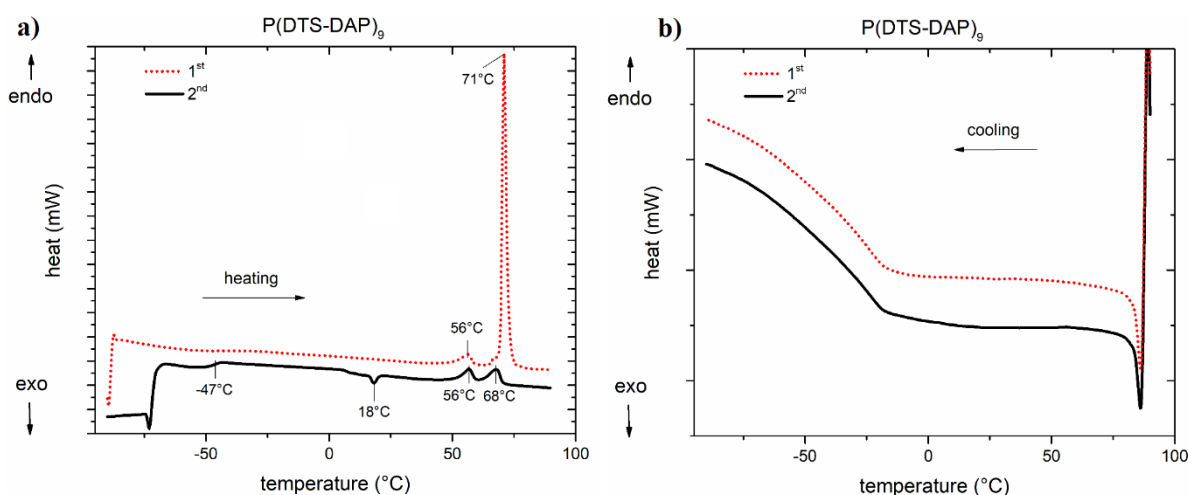 a)
P(DTS-DAP)₉
endo
1ˢᵗ
2ⁿᵈ
71°C
heating
56°C
-47°C
18°C
56°C
68°C
exo
heat (mW)
-50
0
50
100
temperature (°C)
b)
P(DTS-DAP)₉
endo
1ˢᵗ
2ⁿᵈ
cooling
exo
heat (mW)
-50
0
50
100
temperature (°C)